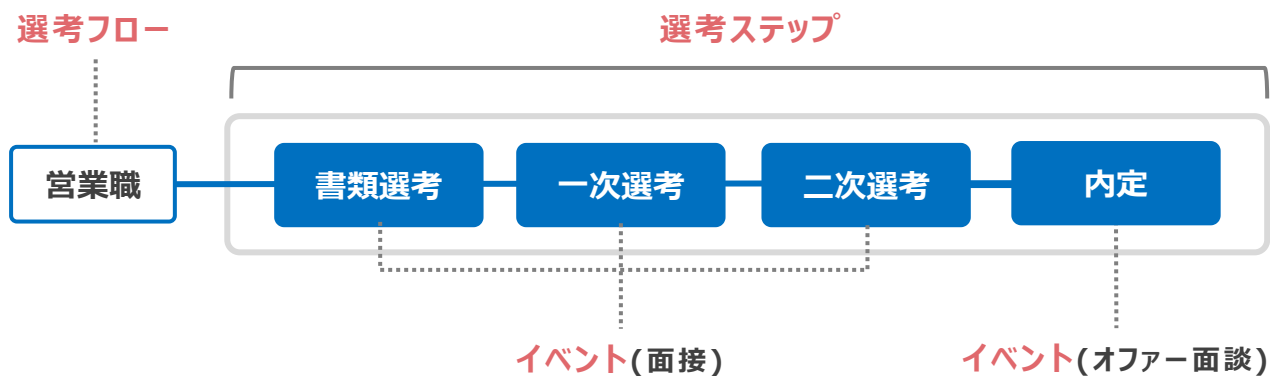 選考フロー
選考ステップ
営業職
書類選考
一次選考
二次選考
内定
イベント(面接)
イベント(オファー面談)